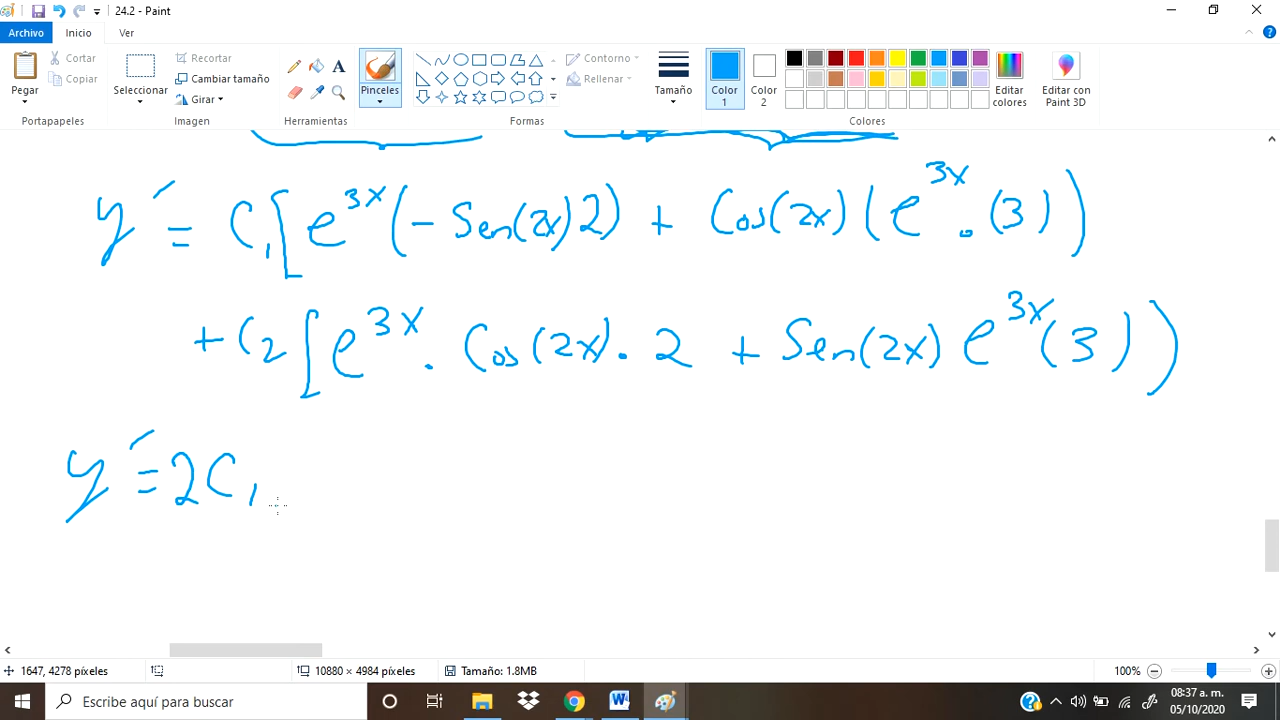 24.2 - Paint
Archivo Inicio Ver
Pegar Cortar Copiar Seleccionar Recortar Cambiar tamaño Girar Pinceles Contorno Rellenar Tamaño Color 1 Color 2 Editar colores Editar con Paint 3D
Portapapeles Imagen Herramientas Formas Colores
y´ = C₁[e^3x(-Sen(2x)2) + Cos(2x)(e^3x·(3))
+C₂[e^3x·Cos(2x)·2 + Sen(2x)e^3x(3))
y´=2C₁
1647, 4278 píxeles 10880 × 4984 píxeles Tamaño: 1.8MB 100%
Escribe aquí para buscar 08:37 a. m.
05/10/2020